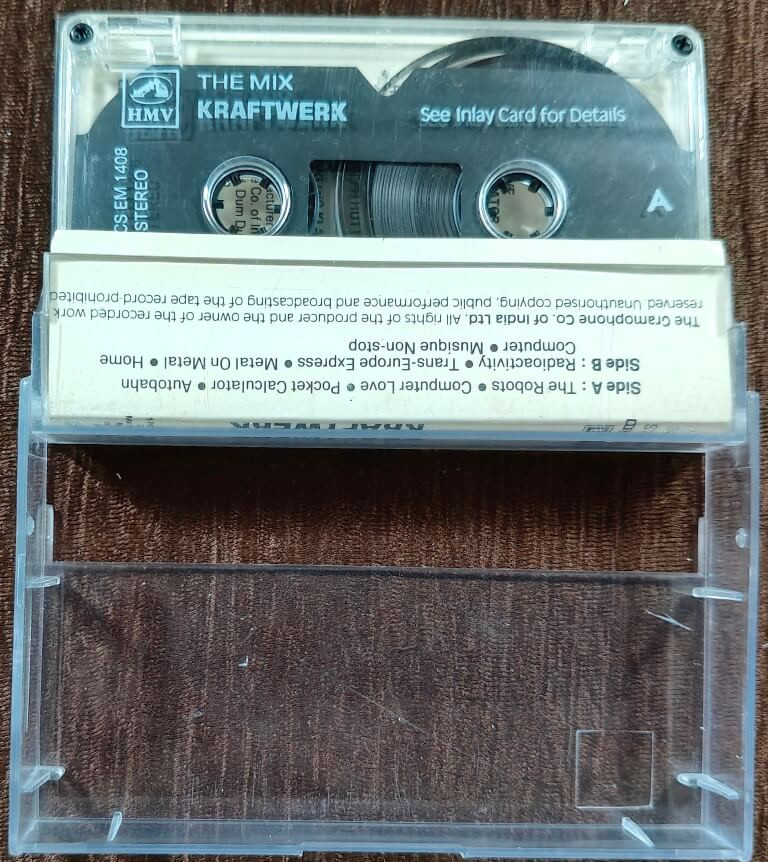 HMV
THE MIX
KRAFTWERK
See Inlay Card for Details
CS EM 1408
STEREO
A
Co. of
Dum
KRAFTWERK
Side A : The Robots ● Computer Love ● Pocket Calculator ● Autobahn
Side B : Radioactivity ● Trans-Europe Express ● Metal On Metal ● Home
Computer ● Musique Non-stop
The Gramophone Co. of India Ltd. All rights of the producer and the owner of the recorded work
reserved. Unauthorised copying, public performance and broadcasting of the tape record prohibited